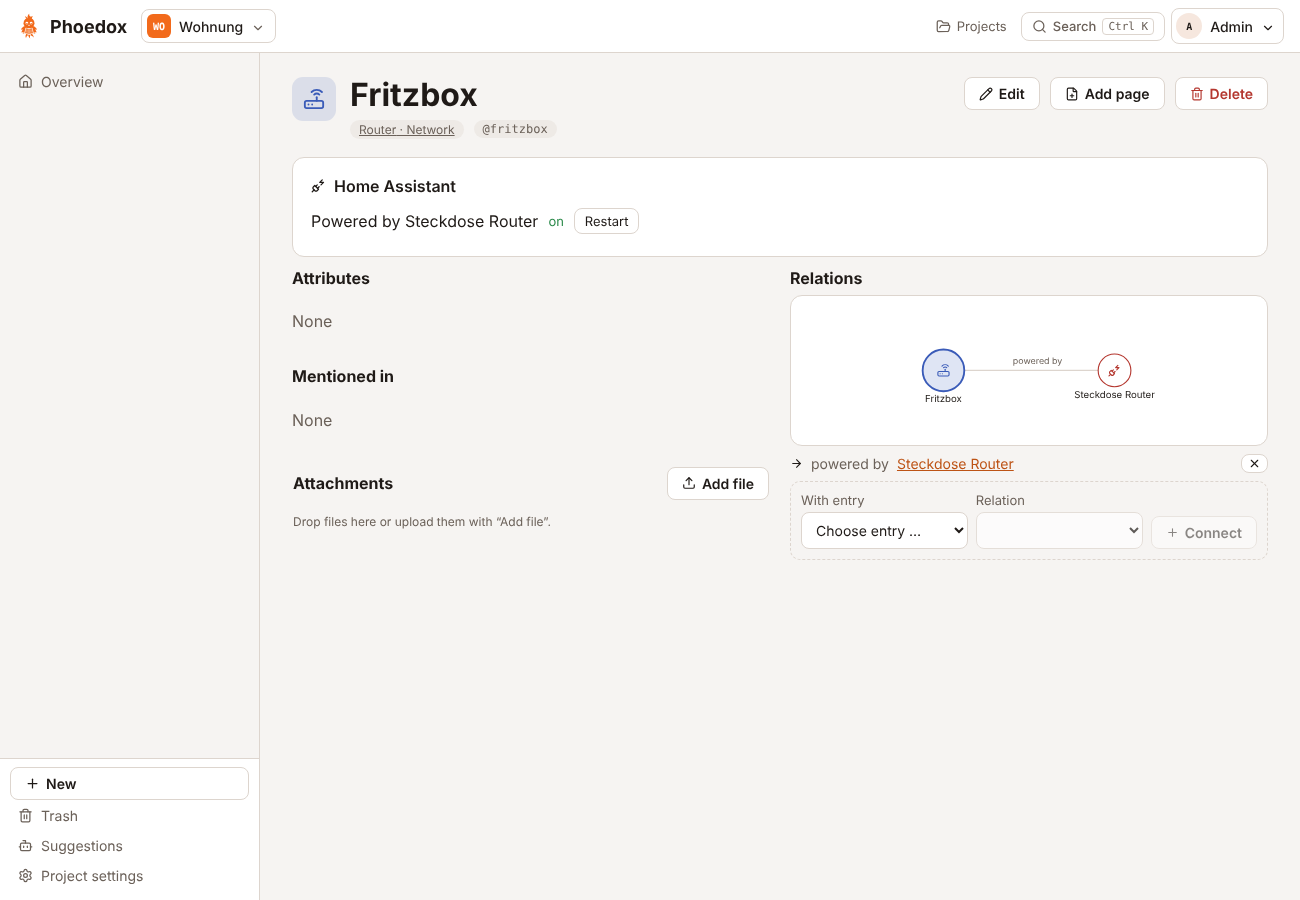 Phoedox
WO Wohnung
Projects
Search Ctrl K
A Admin
Overview
Fritzbox
Router · Network @fritzbox
Edit
Add page
Delete
Home Assistant
Powered by Steckdose Router on Restart
Attributes
None
Mentioned in
None
Attachments
Add file
Drop files here or upload them with “Add file”.
Relations
powered by
Fritzbox
Steckdose Router
→ powered by Steckdose Router
With entry
Choose entry ...
Relation
+ Connect
+ New
Trash
Suggestions
Project settings